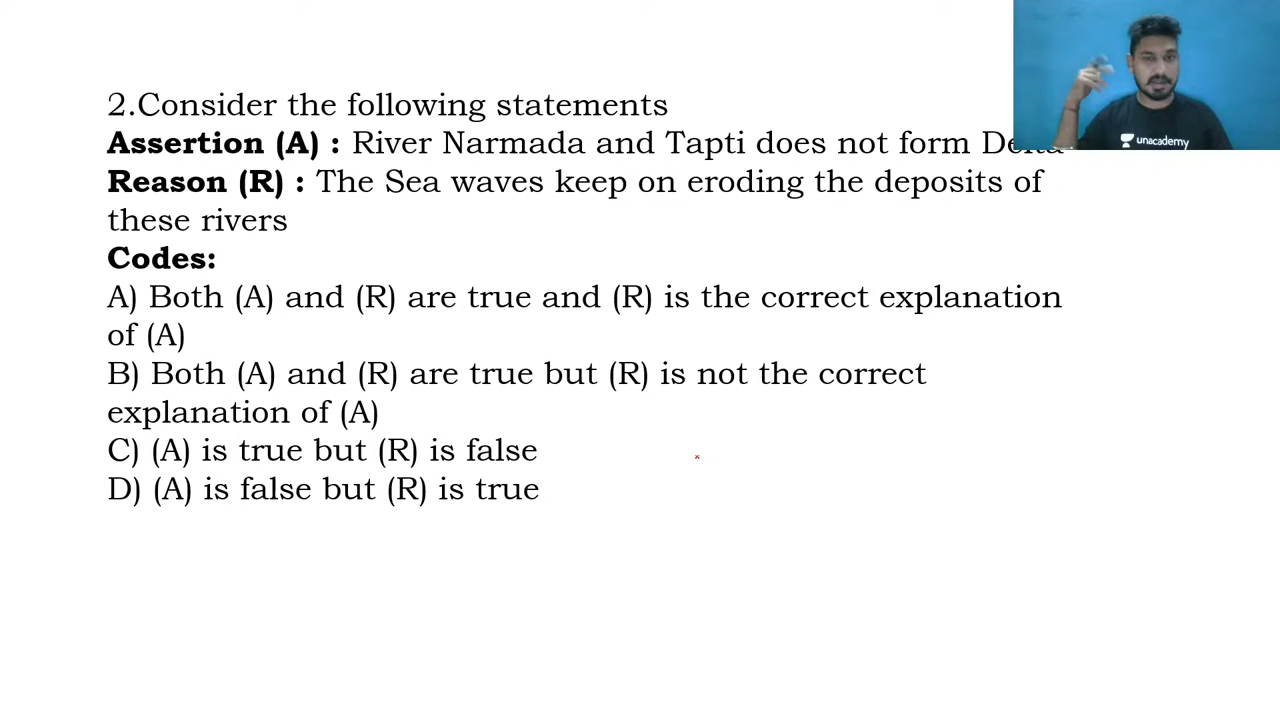 2.Consider the following statements
Assertion (A) : River Narmada and Tapti does not form Delta
Reason (R) : The Sea waves keep on eroding the deposits of
these rivers
Codes:
A) Both (A) and (R) are true and (R) is the correct explanation
of (A)
B) Both (A) and (R) are true but (R) is not the correct
explanation of (A)
C) (A) is true but (R) is false
D) (A) is false but (R) is true
unacademy